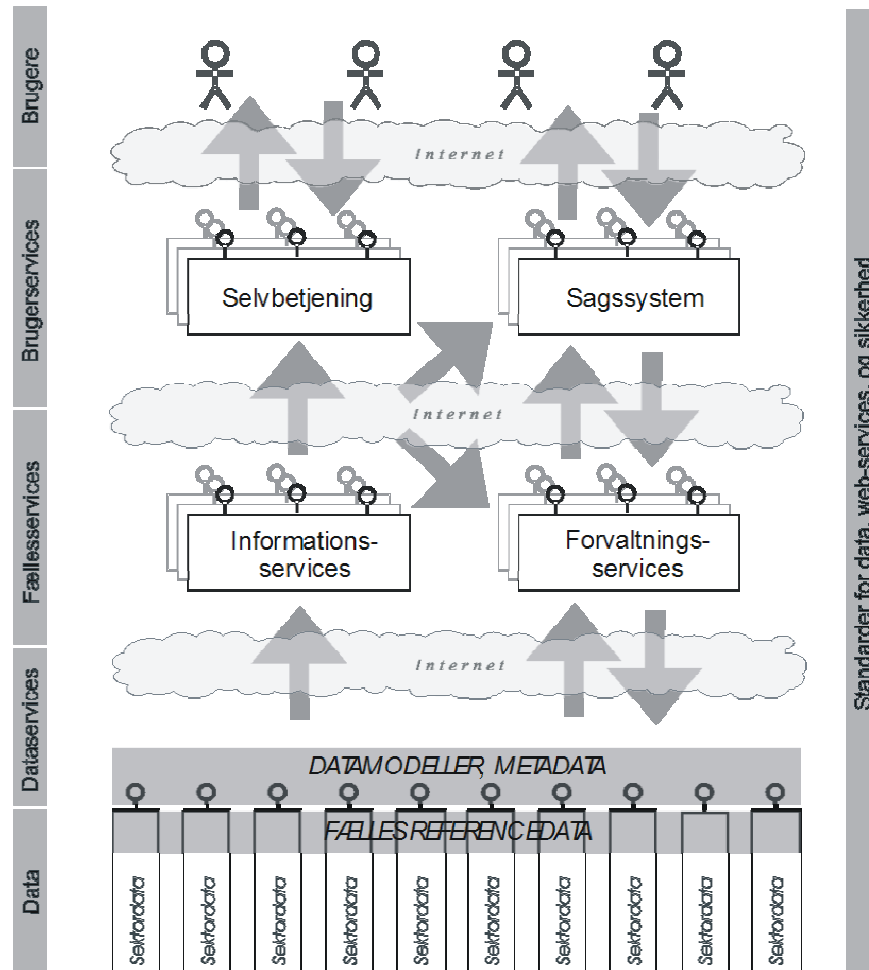 Brugere
Internet
Brugerservices
Selvbetjening
Sagssystem
Internet
Fællesservices
Informations-
services
Forvaltnings-
services
Internet
Dataservices
DATAMODELLER, METADATA
FÆLLES REFERENCEDATA
Data
Sektordata
Sektordata
Sektordata
Sektordata
Sektordata
Sektordata
Sektordata
Sektordata
Sektordata
Sektordata
Standarder for data, web-services, og sikkerhed